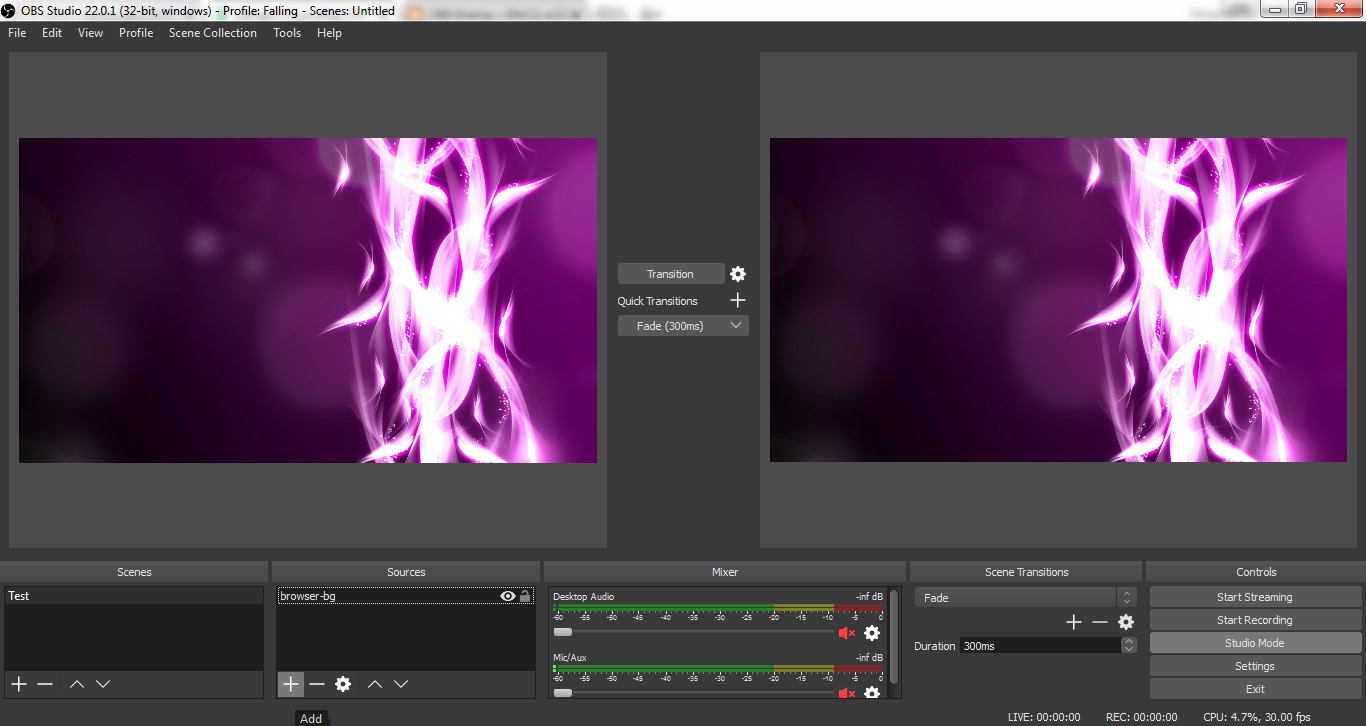 OBS Studio 22.0.1 (32-bit, windows) - Profile: Falling - Scenes: Untitled
File Edit View Profile Scene Collection Tools Help
Transition
Quick Transitions
Fade (300ms)
Scenes
Test
Sources
browser-bg
Add
Mixer
Desktop Audio -inf dB
-60 -55 -50 -45 -40 -35 -30 -25 -20 -15 -10 -5 0
Mic/Aux -inf dB
-60 -55 -50 -45 -40 -35 -30 -25 -20 -15 -10 -5 0
Scene Transitions
Fade
Duration 300ms
Controls
Start Streaming
Start Recording
Studio Mode
Settings
Exit
LIVE: 00:00:00 REC: 00:00:00 CPU: 4.7%, 30.00 fps